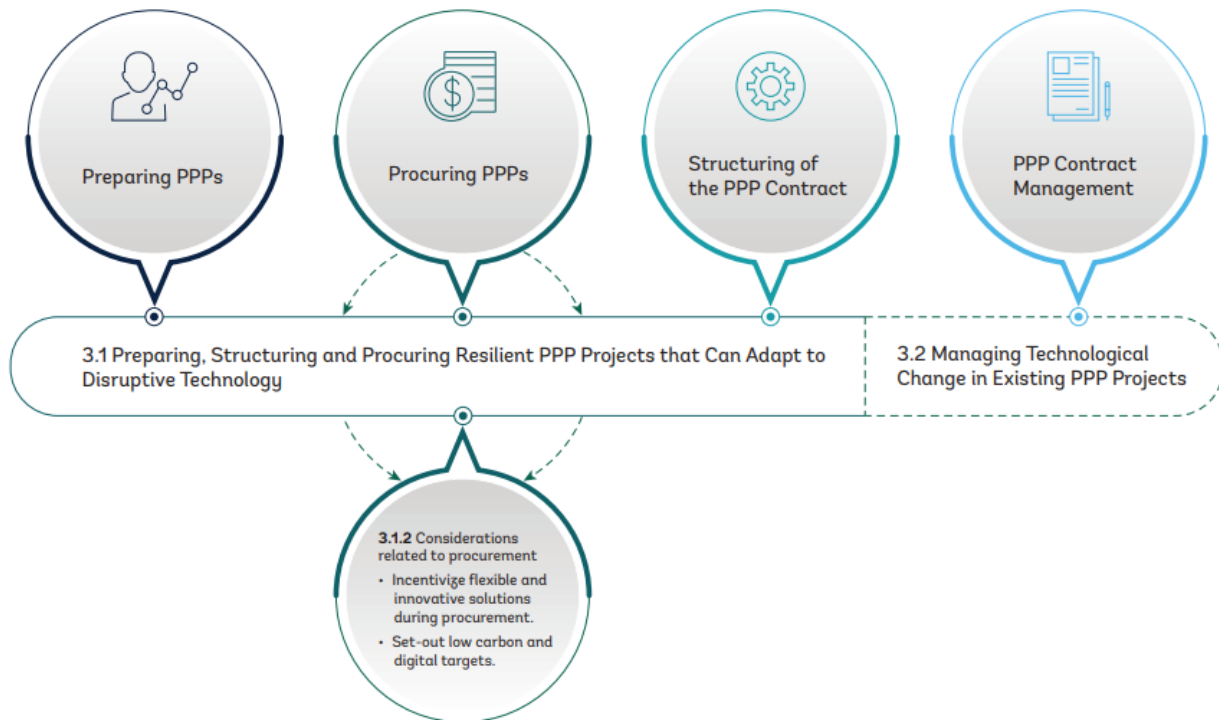 $
Preparing PPPs
Procuring PPPs
Structuring of
the PPP Contract
PPP Contract
Management
3.1 Preparing, Structuring and Procuring Resilient PPP Projects that Can Adapt to
Disruptive Technology
3.2 Managing Technological
Change in Existing PPP Projects
3.1.2 Considerations
related to procurement
• Incentivize flexible and
innovative solutions
during procurement.
• Set-out low carbon and
digital targets.